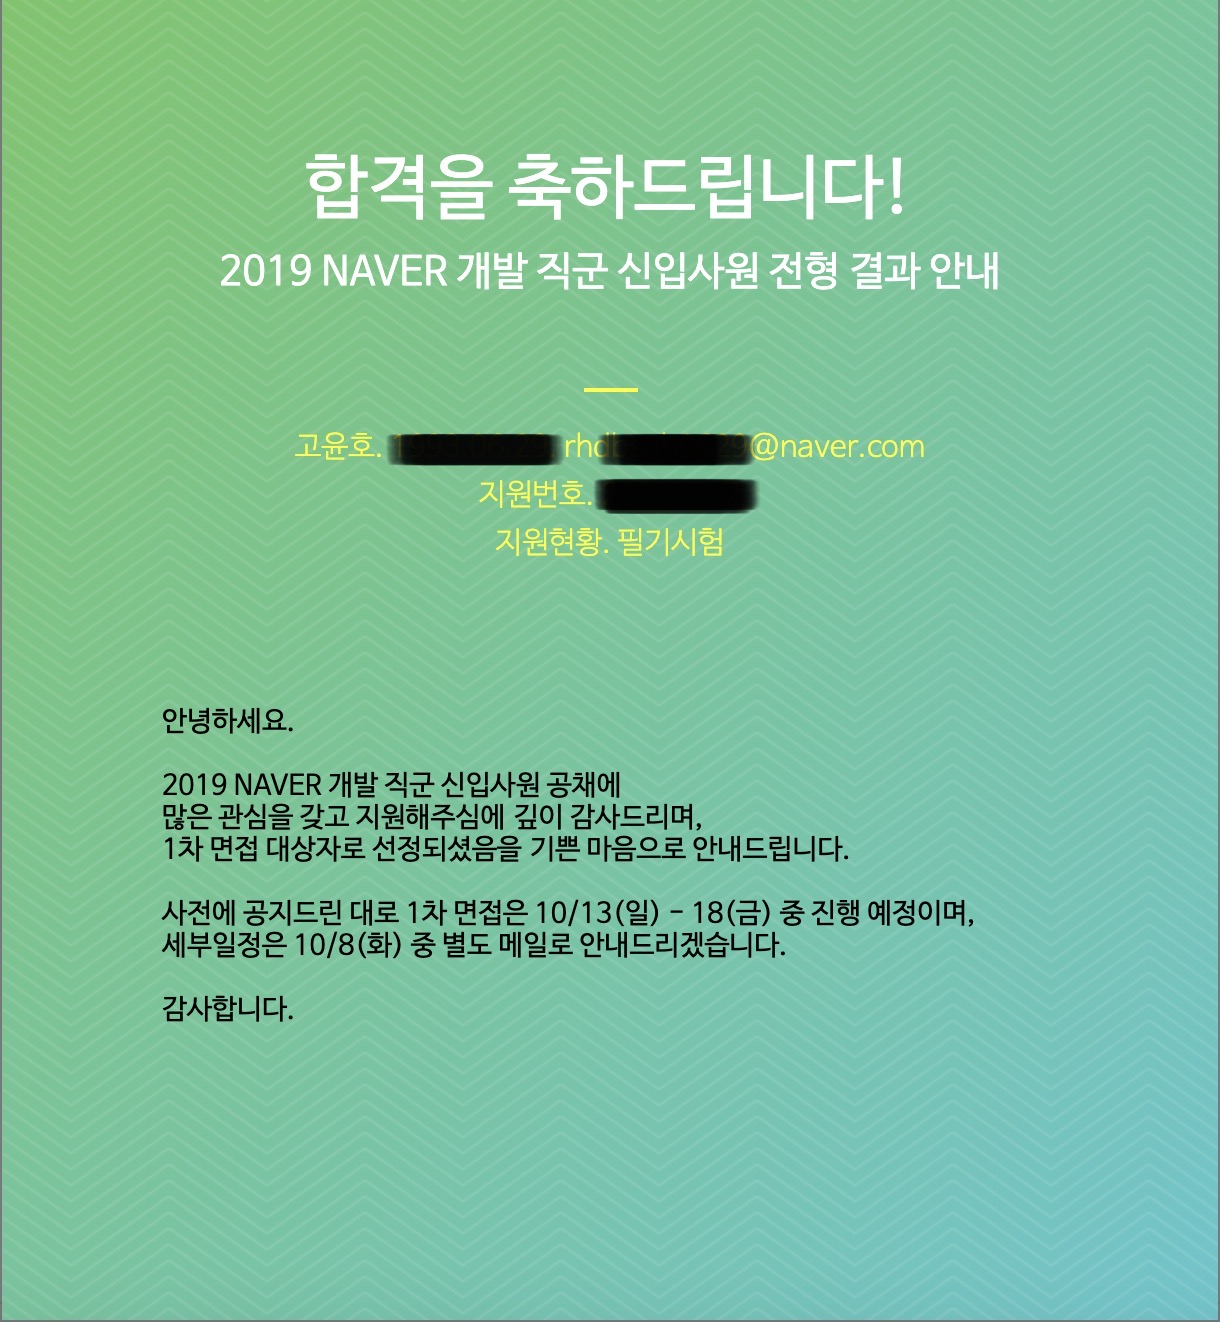 합격을 축하드립니다!
2019 NAVER 개발 직군 신입사원 전형 결과 안내
고윤호. rhd @naver.com
지원번호.
지원현황. 필기시험
안녕하세요.
2019 NAVER 개발 직군 신입사원 공채에
많은 관심을 갖고 지원해주심에 깊이 감사드리며,
1차 면접 대상자로 선정되셨음을 기쁜 마음으로 안내드립니다.
사전에 공지드린 대로 1차 면접은 10/13(일) - 18(금) 중 진행 예정이며,
세부일정은 10/8(화) 중 별도 메일로 안내드리겠습니다.
감사합니다.